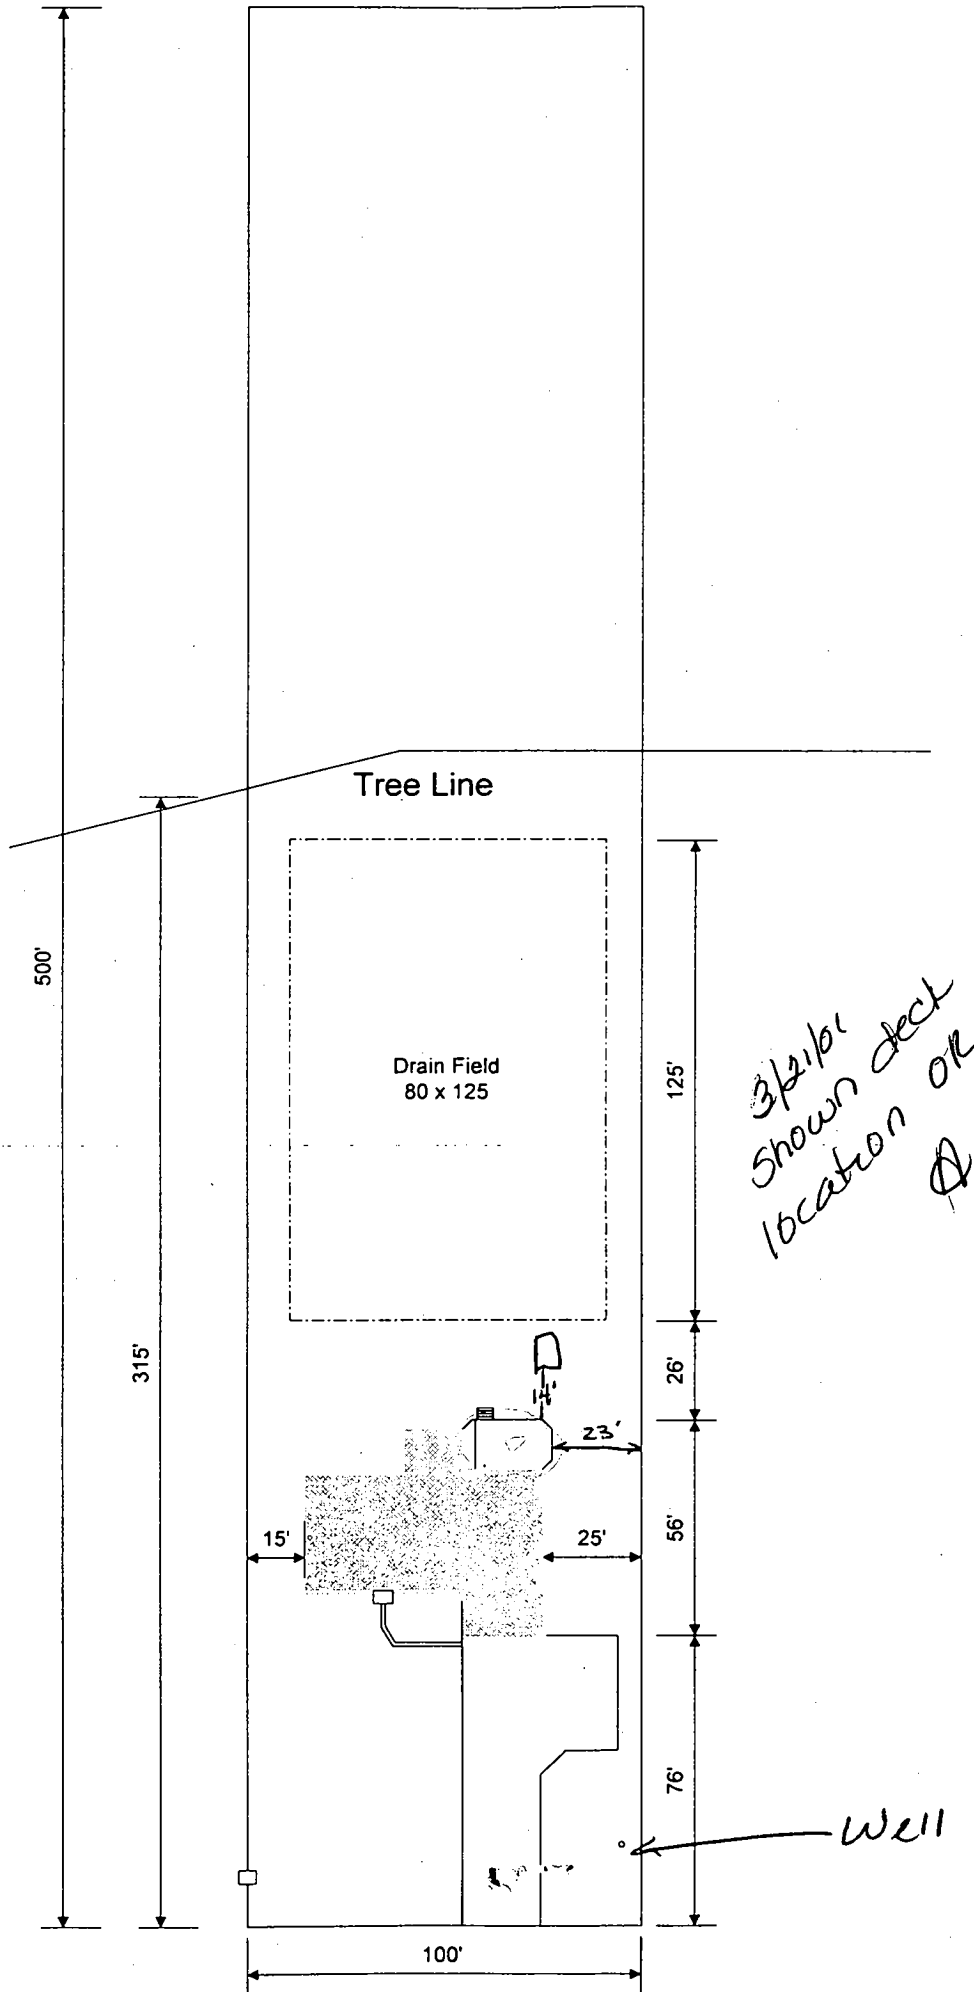 Tree Line
500'
Drain Field
80 x 125
125'
3/21/01
Shown deck
location OK
315'
26'
14'
23'
56'
15'
25'
76'
Well
100'